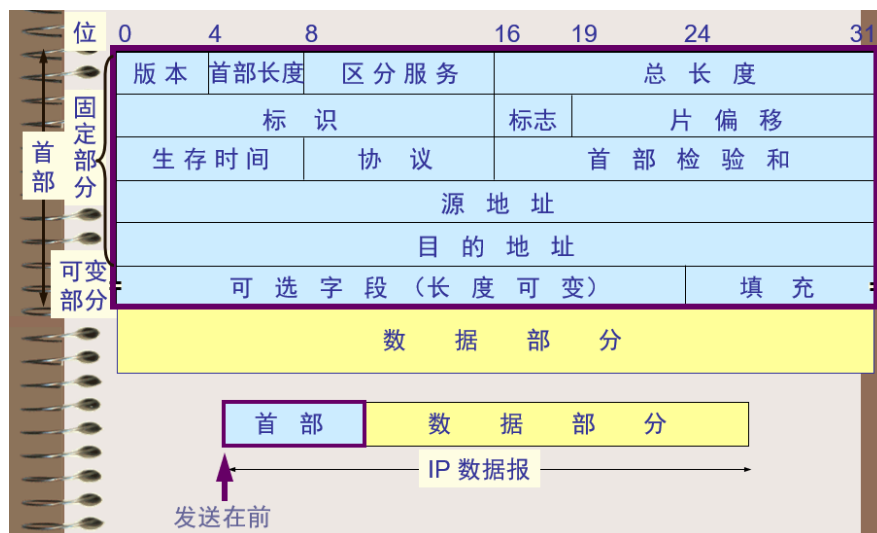 位 0 4 8 16 19 24 31
版本 首部长度 区分服务 总长度
标识 标志 片偏移
生存时间 协议 首部检验和
源地址
目的地址
可选字段（长度可变） 填充
数据部分
首部
固定部分
可变部分
首部 数据部分
IP 数据报
发送在前